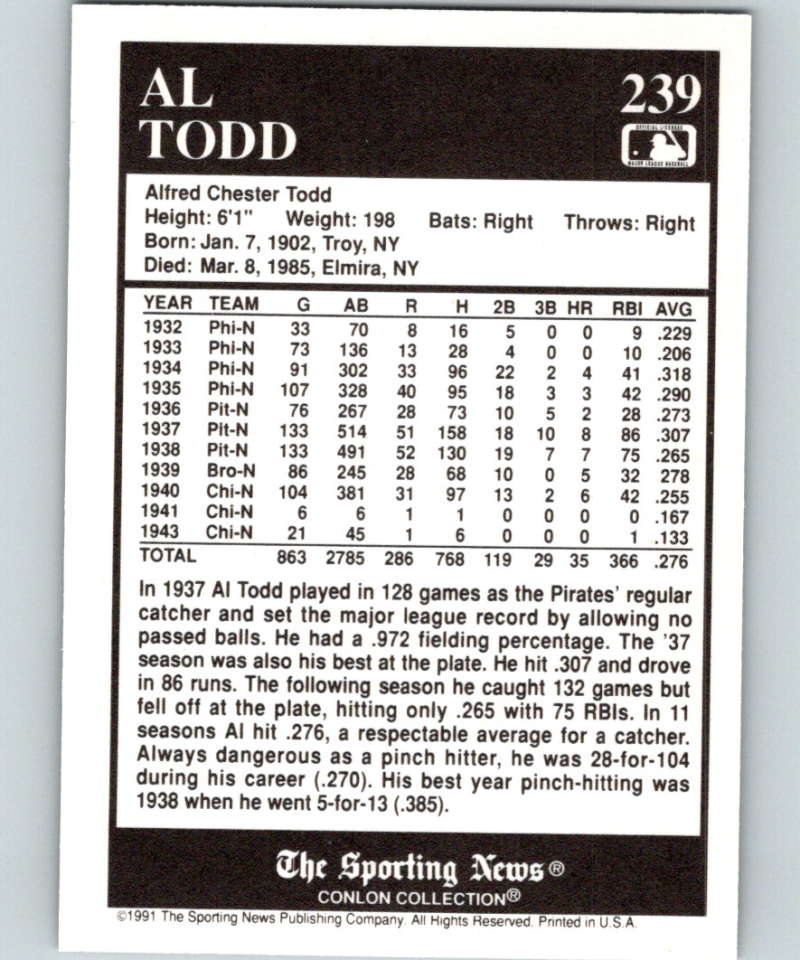 AL
TODD
239
OFFICIAL LICENSEE
MAJOR LEAGUE BASEBALL
Alfred Chester Todd
Height: 6'1" Weight: 198 Bats: Right Throws: Right
Born: Jan. 7, 1902, Troy, NY
Died: Mar. 8, 1985, Elmira, NY
YEAR TEAM G AB R H 2B 3B HR RBI AVG
1932 Phi-N 33 70 8 16 5 0 0 9 .229
1933 Phi-N 73 136 13 28 4 0 0 10 .206
1934 Phi-N 91 302 33 96 22 2 4 41 .318
1935 Phi-N 107 328 40 95 18 3 3 42 .290
1936 Pit-N 76 267 28 73 10 5 2 28 .273
1937 Pit-N 133 514 51 158 18 10 8 86 .307
1938 Pit-N 133 491 52 130 19 7 7 75 .265
1939 Bro-N 86 245 28 68 10 0 5 32 278
1940 Chi-N 104 381 31 97 13 2 6 42 .255
1941 Chi-N 6 6 1 1 0 0 0 0 .167
1943 Chi-N 21 45 1 6 0 0 0 1 .133
TOTAL 863 2785 286 768 119 29 35 366 .276
In 1937 Al Todd played in 128 games as the Pirates' regular
catcher and set the major league record by allowing no
passed balls. He had a .972 fielding percentage. The '37
season was also his best at the plate. He hit .307 and drove
in 86 runs. The following season he caught 132 games but
fell off at the plate, hitting only .265 with 75 RBIs. In 11
seasons Al hit .276, a respectable average for a catcher.
Always dangerous as a pinch hitter, he was 28-for-104
during his career (.270). His best year pinch-hitting was
1938 when he went 5-for-13 (.385).
The Sporting News®
CONLON COLLECTION®
©1991 The Sporting News Publishing Company. All Rights Reserved. Printed in U.S.A.